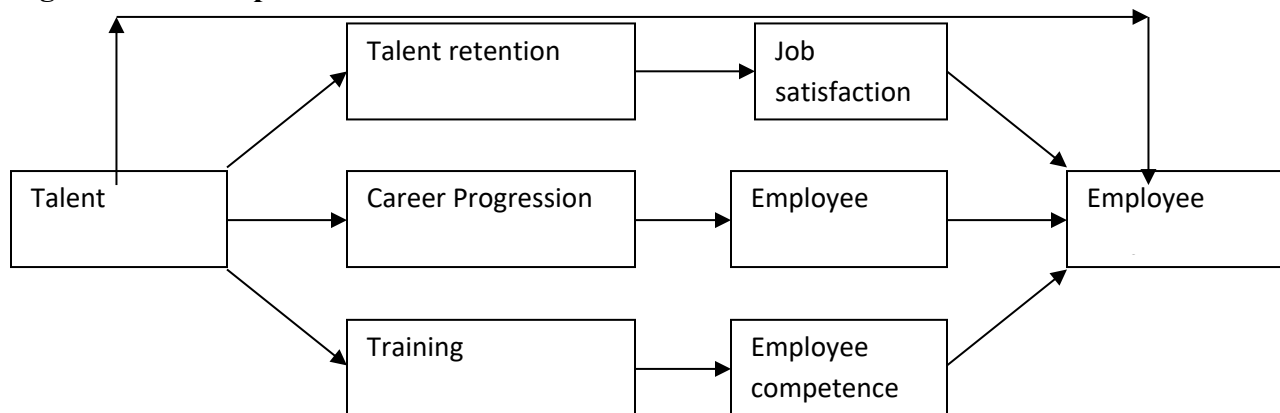 Talent retention
Job
satisfaction
Talent
Career Progression
Employee
Employee
Training
Employee
competence